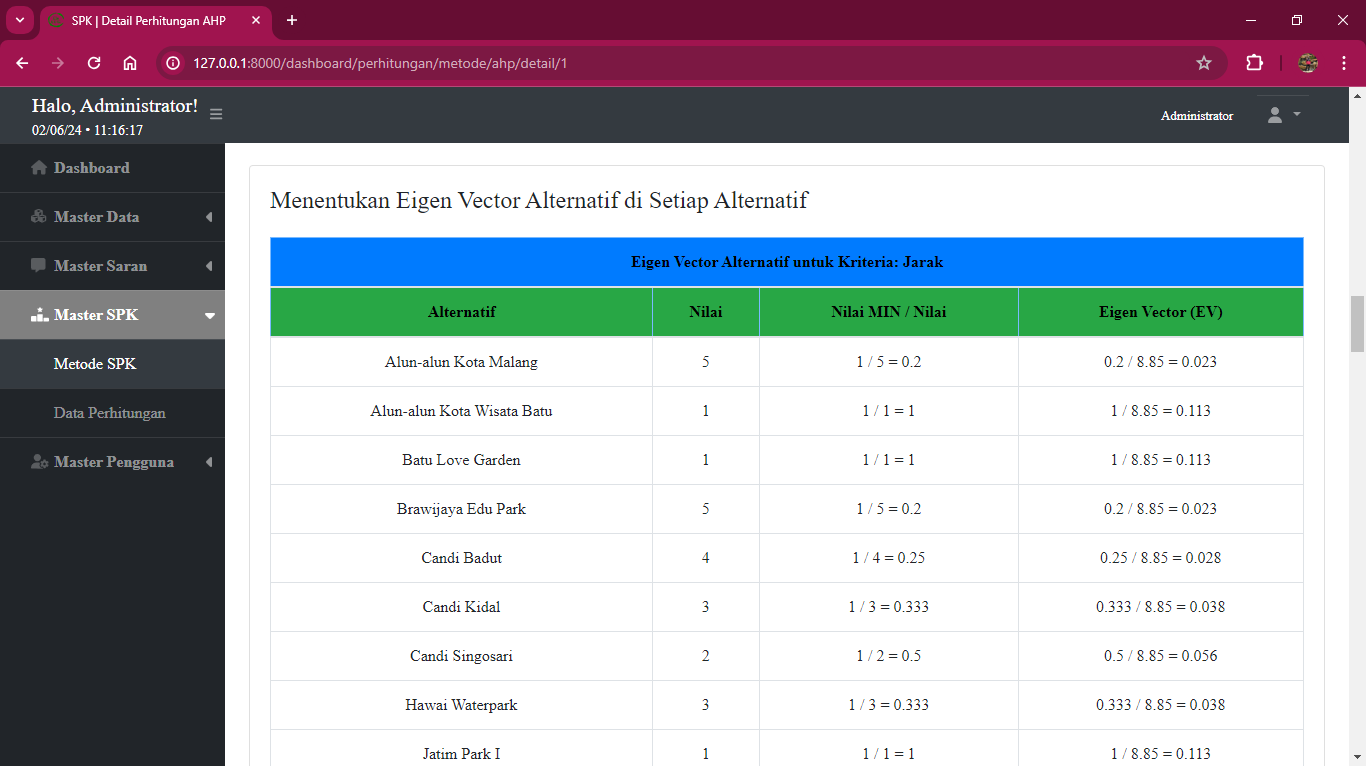 SPK | Detail Perhitungan AHP
127.0.0.1:8000/dashboard/perhitungan/metode/ahp/detail/1
Halo, Administrator!
02/06/24 • 11:16:17
Administrator
Dashboard
Master Data
Master Saran
Master SPK
Metode SPK
Data Perhitungan
Master Pengguna
Menentukan Eigen Vector Alternatif di Setiap Alternatif
Eigen Vector Alternatif untuk Kriteria: Jarak
Alternatif Nilai Nilai MIN / Nilai Eigen Vector (EV)
Alun-alun Kota Malang 5 1 / 5 = 0.2 0.2 / 8.85 = 0.023
Alun-alun Kota Wisata Batu 1 1 / 1 = 1 1 / 8.85 = 0.113
Batu Love Garden 1 1 / 1 = 1 1 / 8.85 = 0.113
Brawijaya Edu Park 5 1 / 5 = 0.2 0.2 / 8.85 = 0.023
Candi Badut 4 1 / 4 = 0.25 0.25 / 8.85 = 0.028
Candi Kidal 3 1 / 3 = 0.333 0.333 / 8.85 = 0.038
Candi Singosari 2 1 / 2 = 0.5 0.5 / 8.85 = 0.056
Hawai Waterpark 3 1 / 3 = 0.333 0.333 / 8.85 = 0.038
Jatim Park I 1 1 / 1 = 1 1 / 8.85 = 0.113